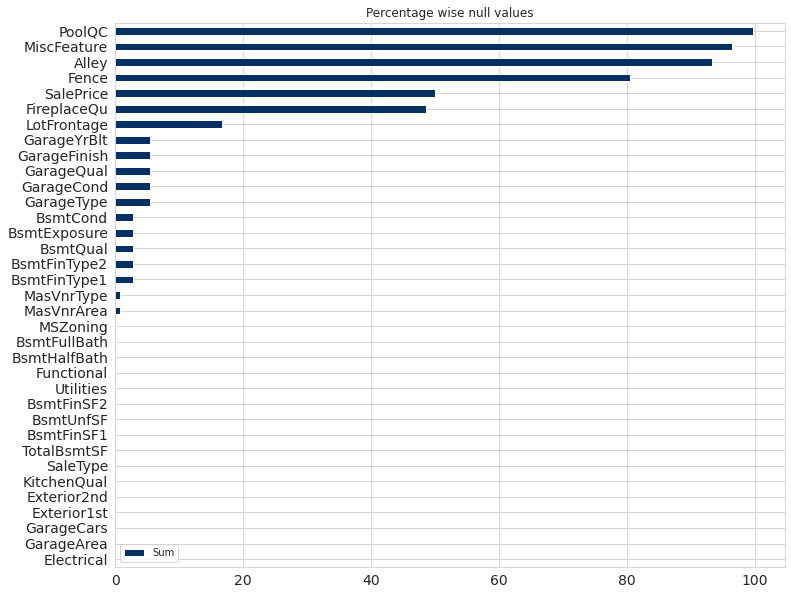 Percentage wise null values
PoolQC
MiscFeature
Alley
Fence
SalePrice
FireplaceQu
LotFrontage
GarageYrBlt
GarageFinish
GarageQual
GarageCond
GarageType
BsmtCond
BsmtExposure
BsmtQual
BsmtFinType2
BsmtFinType1
MasVnrType
MasVnrArea
MSZoning
BsmtFullBath
BsmtHalfBath
Functional
Utilities
BsmtFinSF2
BsmtUnfSF
BsmtFinSF1
TotalBsmtSF
SaleType
KitchenQual
Exterior2nd
Exterior1st
GarageCars
GarageArea
Electrical
Sum
0 20 40 60 80 100